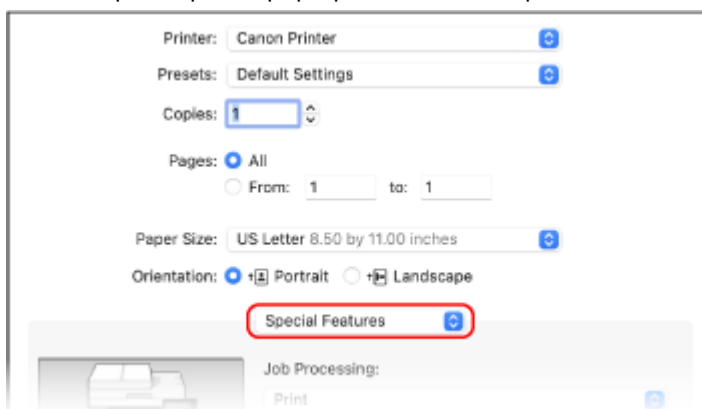 Printer: Canon Printer
Presets: Default Settings
Copies: 1
Pages: All
From: 1 to: 1
Paper Size: US Letter 8.50 by 11.00 inches
Orientation: Portrait Landscape
Special Features
Job Processing:
Print